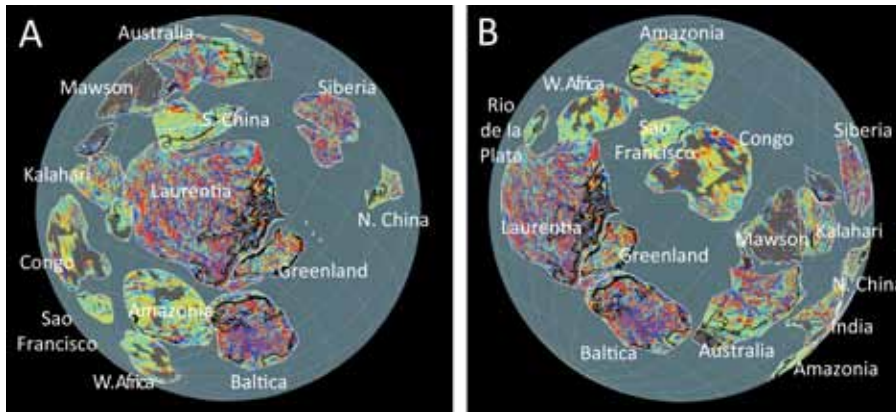 A
Australia
Mawson
Siberia
S. China
Kalahari
Laurentia
N. China
Congo
Greenland
Sao
Francisco
Amazonia
W.Africa
Baltica
B
Amazonia
W.Africa
Rio
de la
Plata
Sao
Francisco
Congo
Siberia
Laurentia
Mawson
Kalahari
Greenland
N. China
India
Baltica
Australia
Amazonia